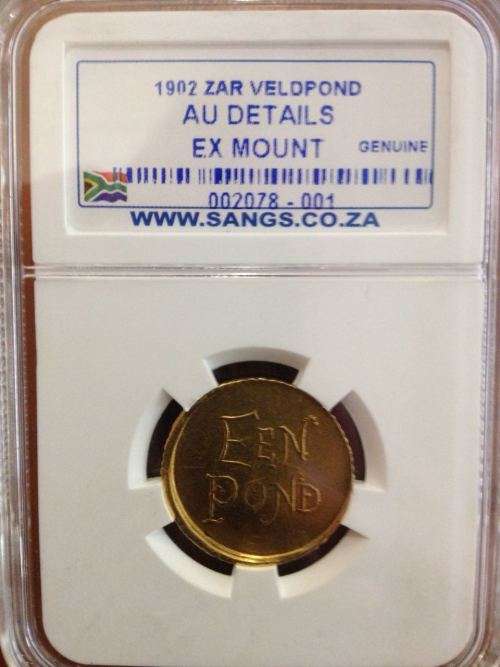 1902 ZAR VELDPOND
AU DETAILS
EX MOUNT GENUINE
002078 - 001
WWW.SANGS.CO.ZA
EEN
POND